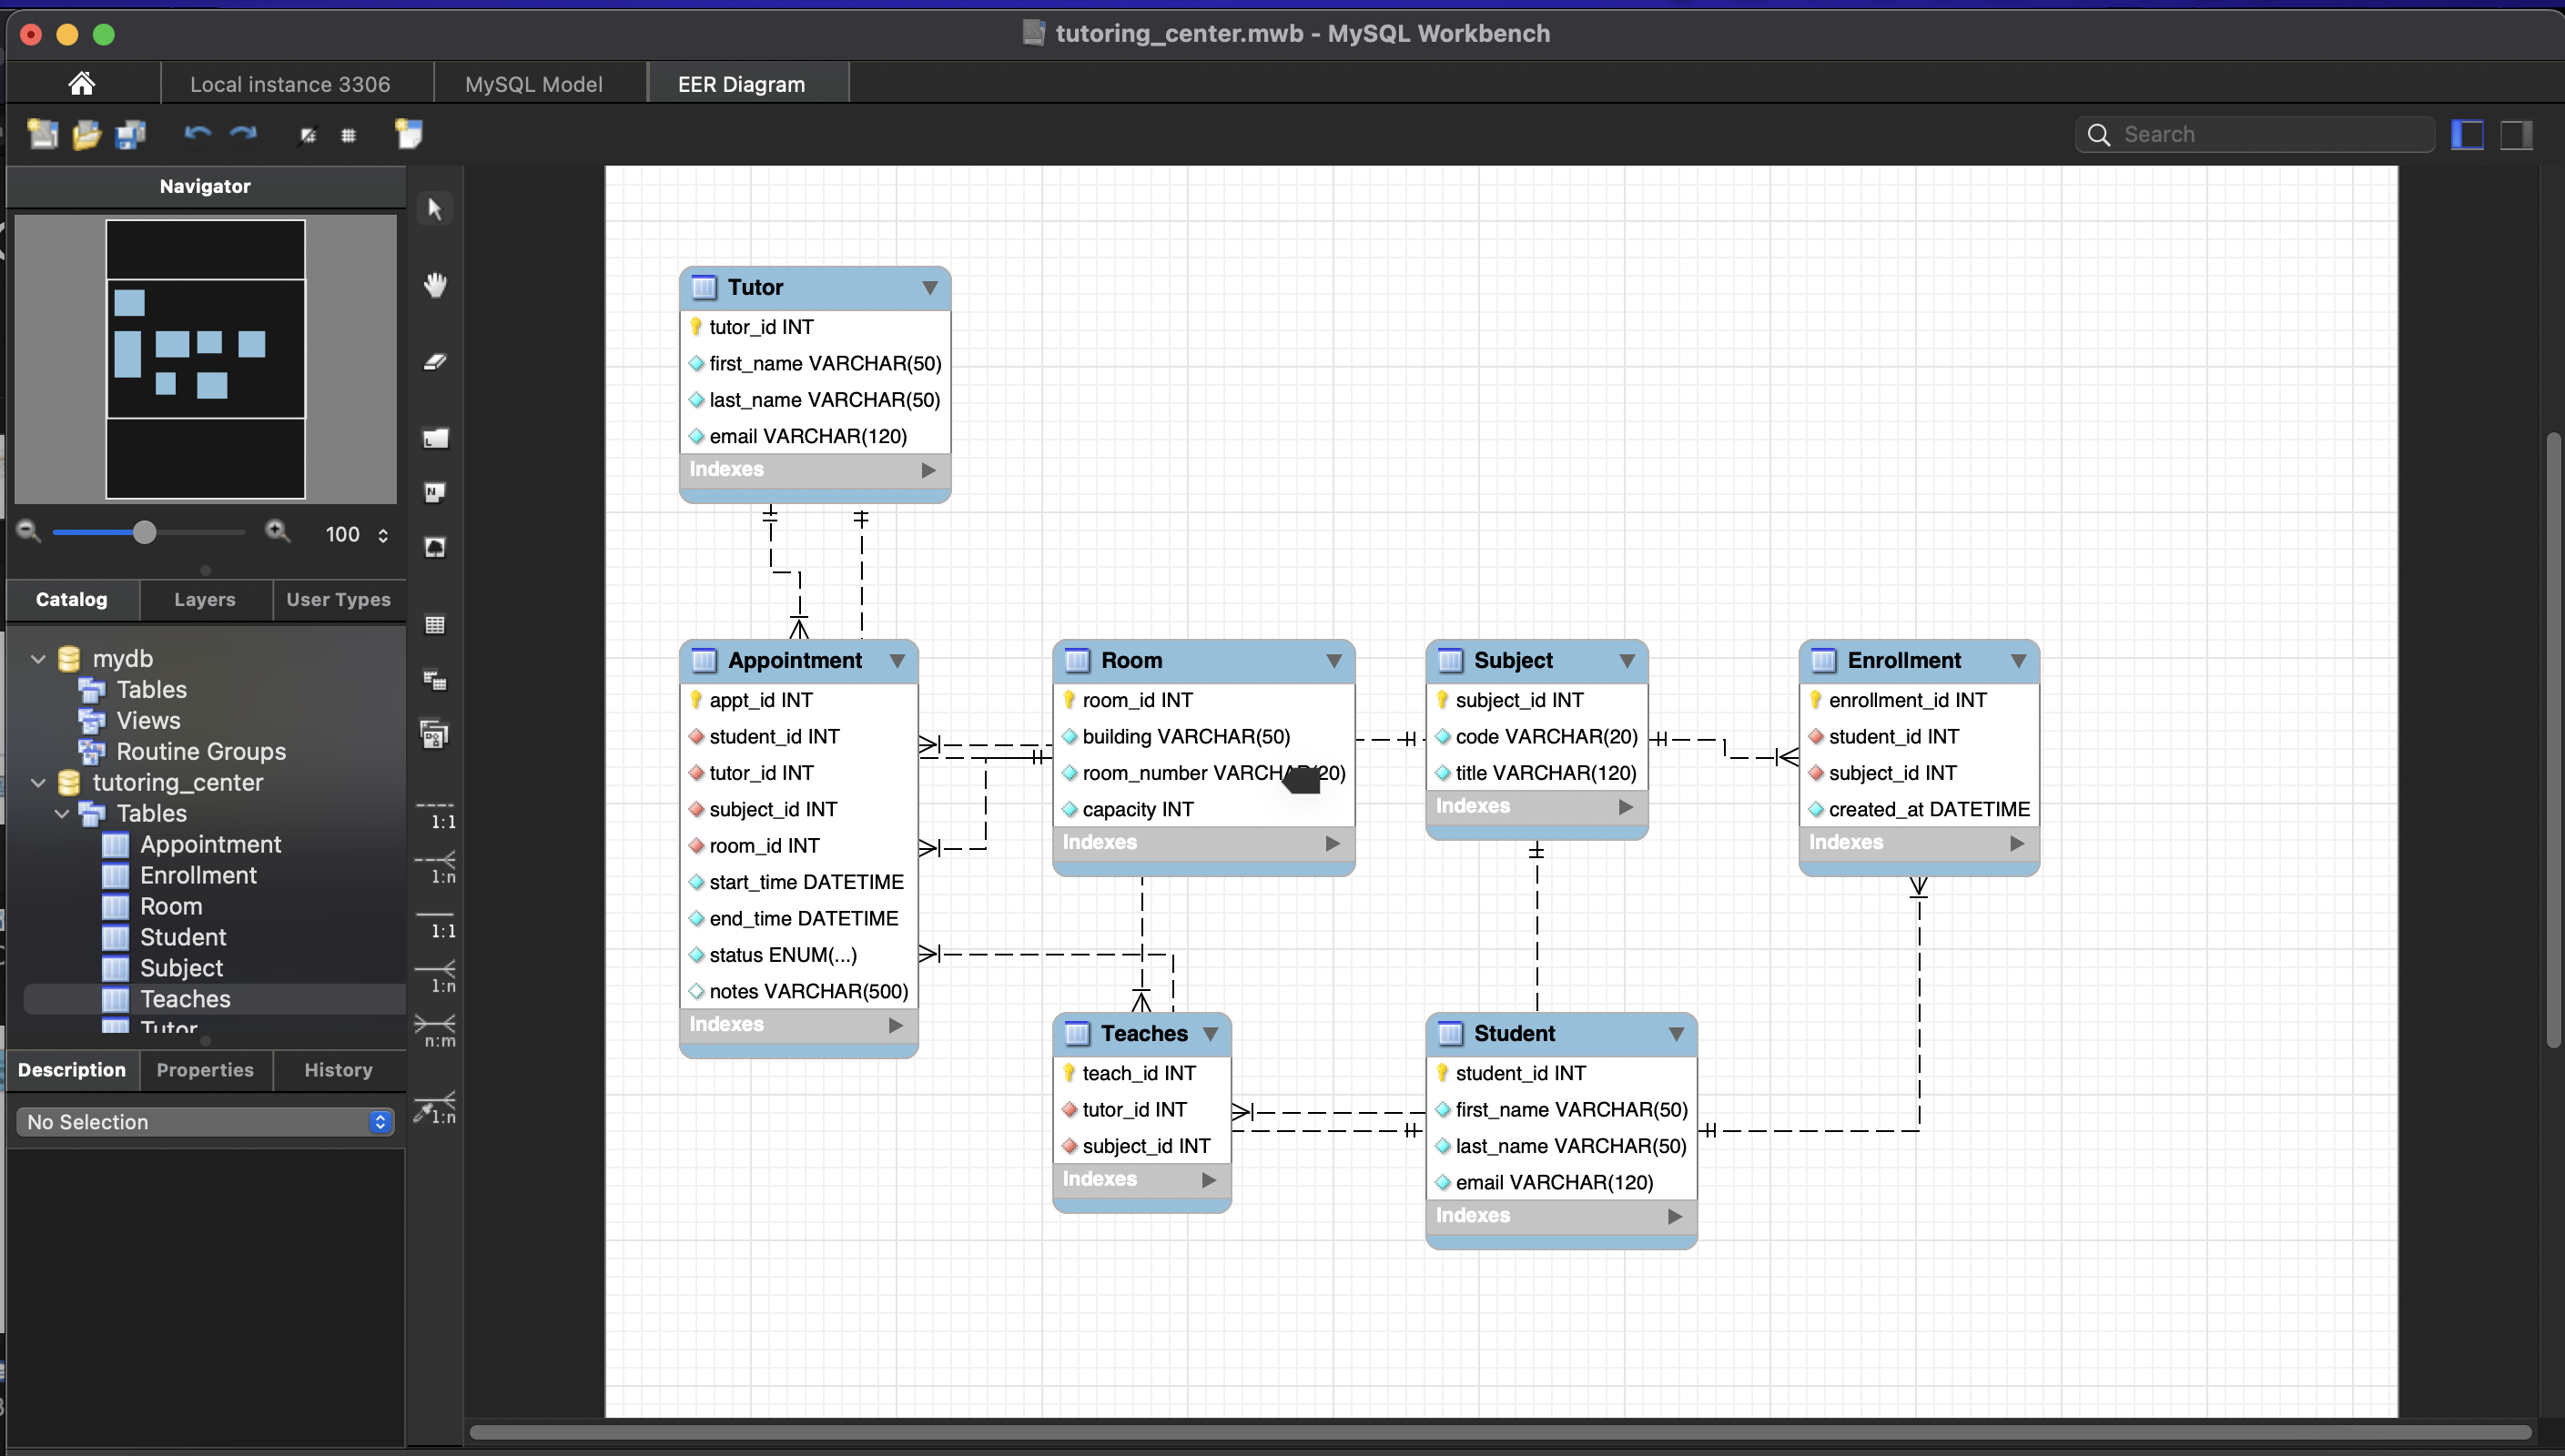 tutoring_center.mwb - MySQL Workbench
Local instance 3306
MySQL Model
EER Diagram
Search
Navigator
100
Catalog
Layers
User Types
mydb
Tables
Views
Routine Groups
tutoring_center
Tables
Appointment
Enrollment
Room
Student
Subject
Teaches
Tutor
Description
Properties
History
No Selection
L
N
1:1
1:n
1:1
1:n
n:m
1:n
Tutor
tutor_id INT
first_name VARCHAR(50)
last_name VARCHAR(50)
email VARCHAR(120)
Indexes
Appointment
appt_id INT
student_id INT
tutor_id INT
subject_id INT
room_id INT
start_time DATETIME
end_time DATETIME
status ENUM(...)
notes VARCHAR(500)
Indexes
Room
room_id INT
building VARCHAR(50)
room_number VARCHAR(20)
capacity INT
Indexes
Subject
subject_id INT
code VARCHAR(20)
title VARCHAR(120)
Indexes
Enrollment
enrollment_id INT
student_id INT
subject_id INT
created_at DATETIME
Indexes
Teaches
teach_id INT
tutor_id INT
subject_id INT
Indexes
Student
student_id INT
first_name VARCHAR(50)
last_name VARCHAR(50)
email VARCHAR(120)
Indexes